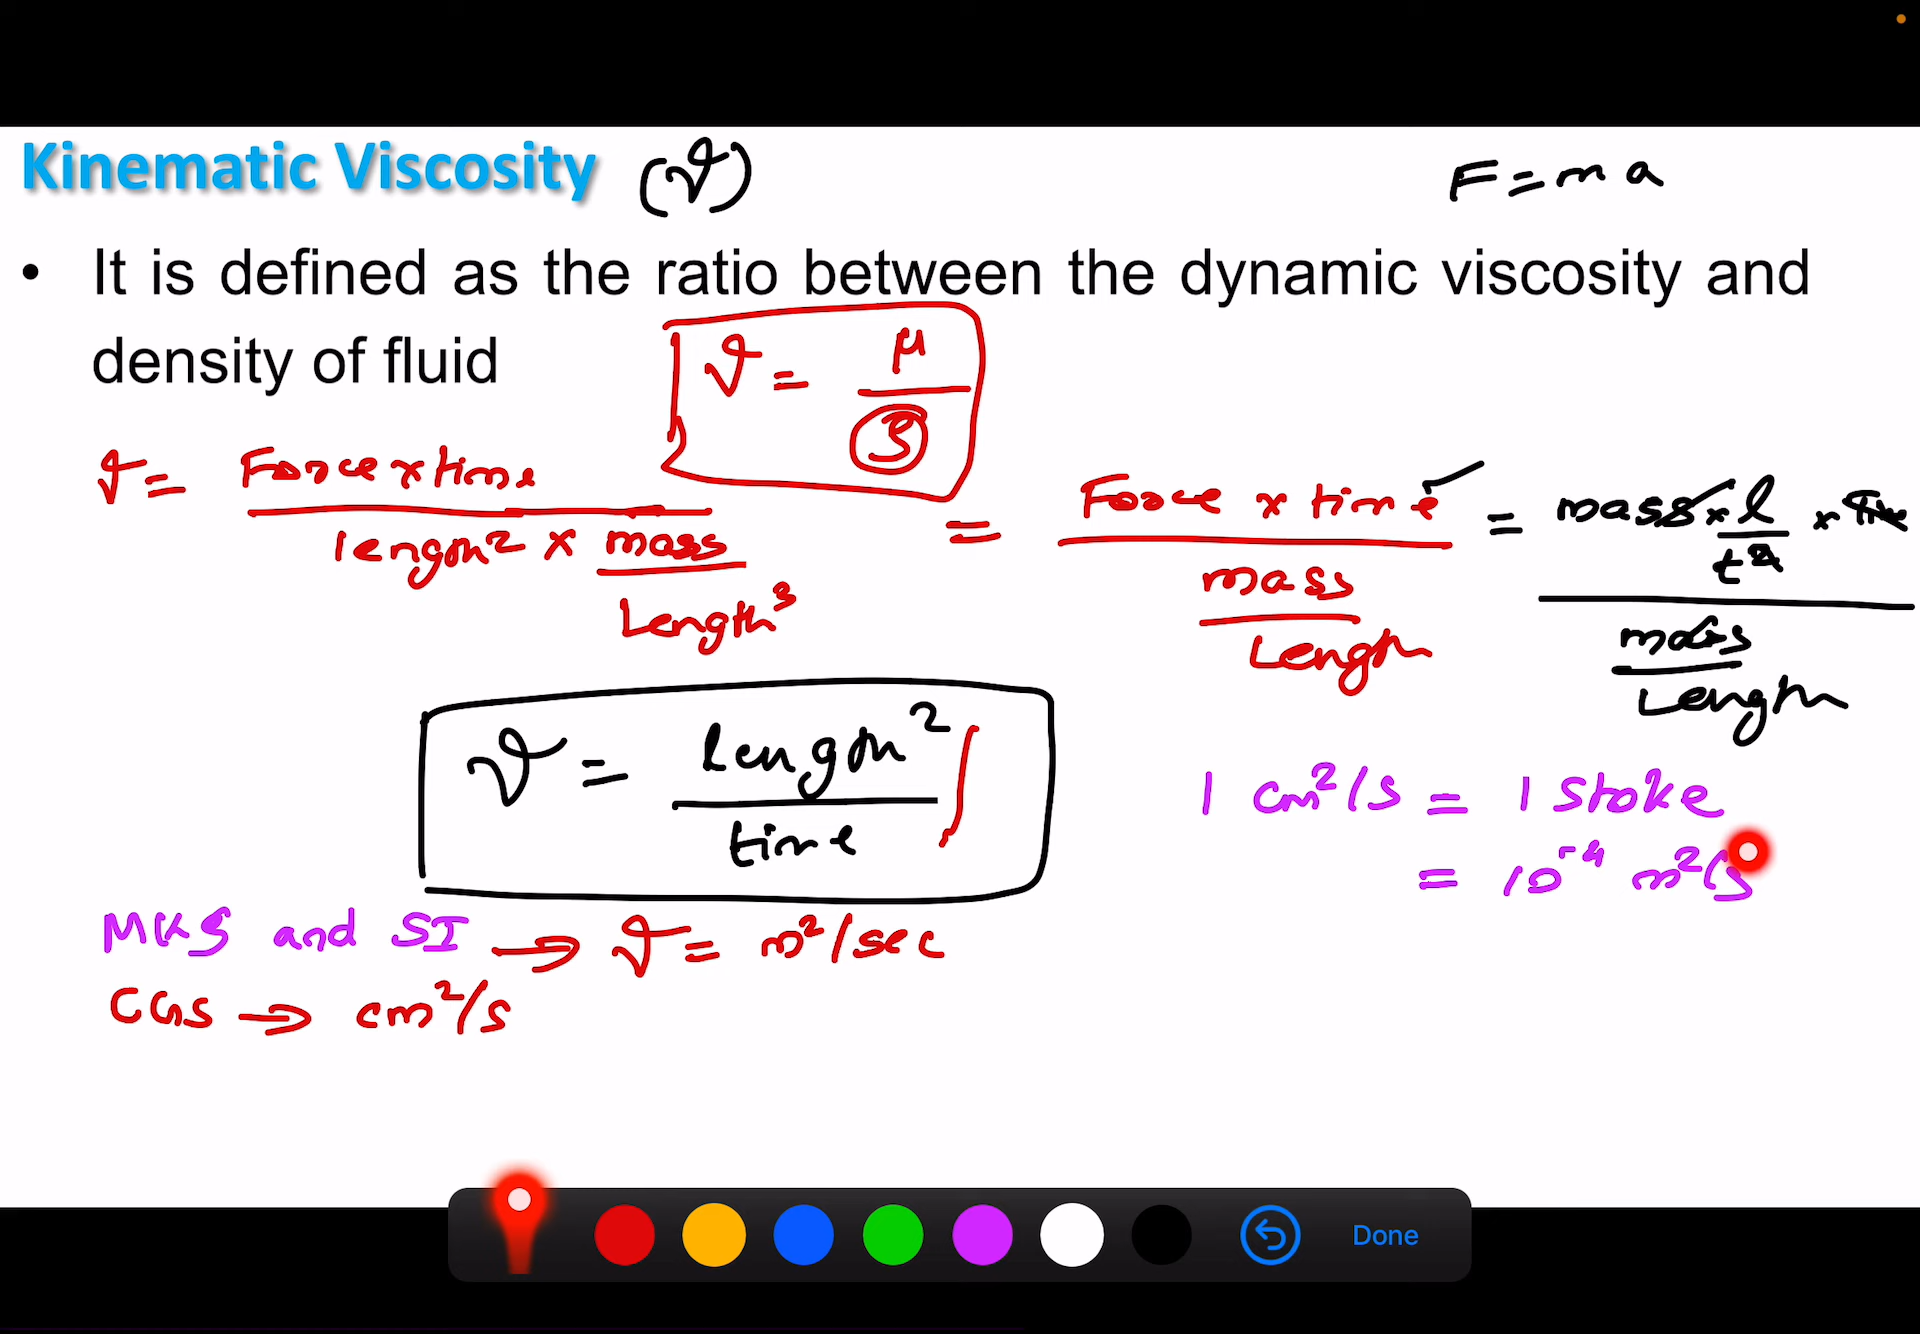 Kinematic Viscosity (ϑ)
F = m a
• It is defined as the ratio between the dynamic viscosity and
density of fluid
ϑ = μ / ρ
ϑ = Force × time / length² × mass / Length³ = Force × time / mass / Length = mass × l / t² × time / mass / Length
ϑ = length² / time
1 cm²/s = 1 Stoke
= 10⁻⁴ m²/s
MKS and SI → ϑ = m²/sec
CGS → cm²/s
Done